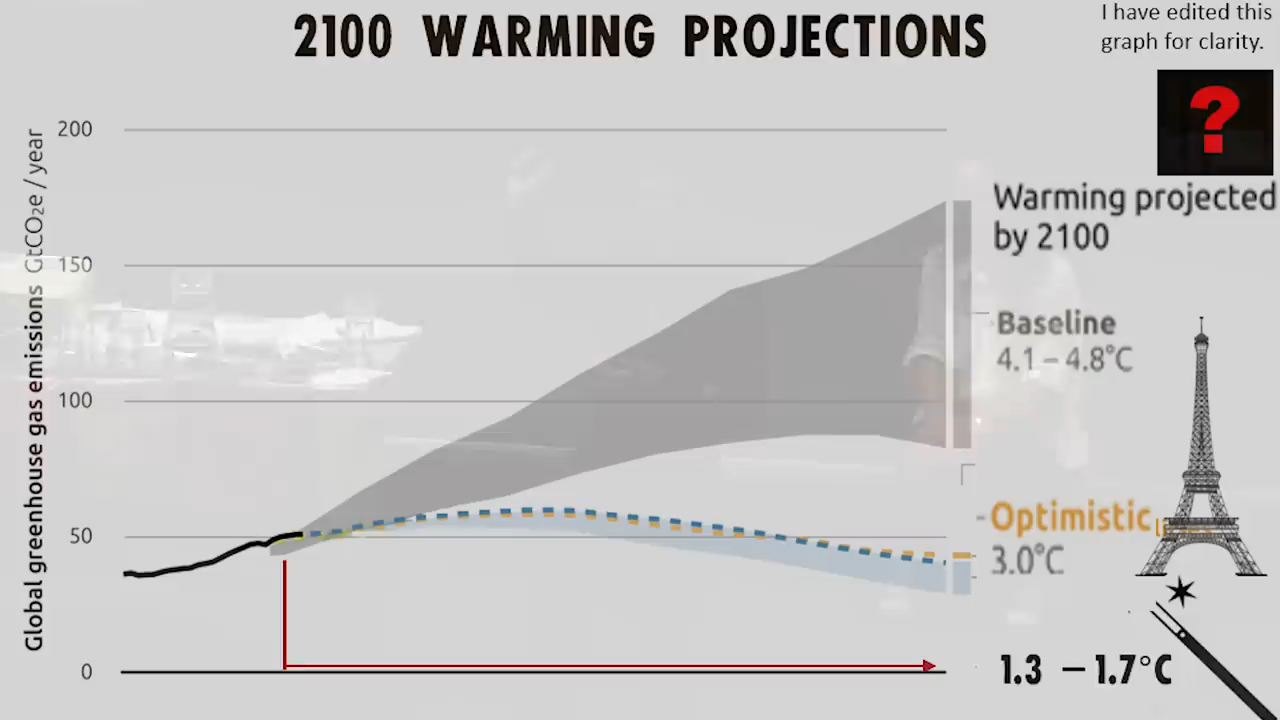 2100 WARMING PROJECTIONS
I have edited this
graph for clarity.
?
Global greenhouse gas emissions GtCO₂e / year
200
150
100
50
0
Warming projected
by 2100
Baseline
4.1 – 4.8°C
Optimistic
3.0°C
1.3 – 1.7°C